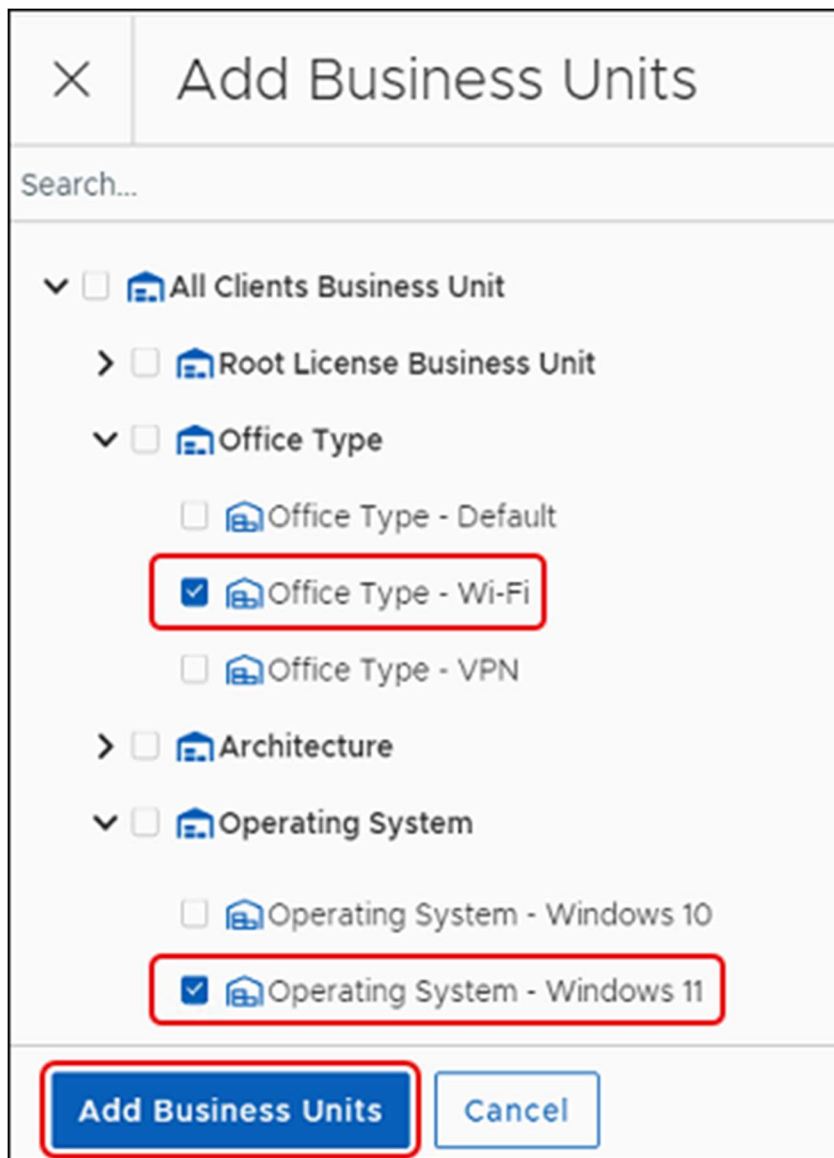 Add Business Units
Search...
All Clients Business Unit
Root License Business Unit
Office Type
Office Type - Default
Office Type - Wi-Fi
Office Type - VPN
Architecture
Operating System
Operating System - Windows 10
Operating System - Windows 11
Add Business Units
Cancel